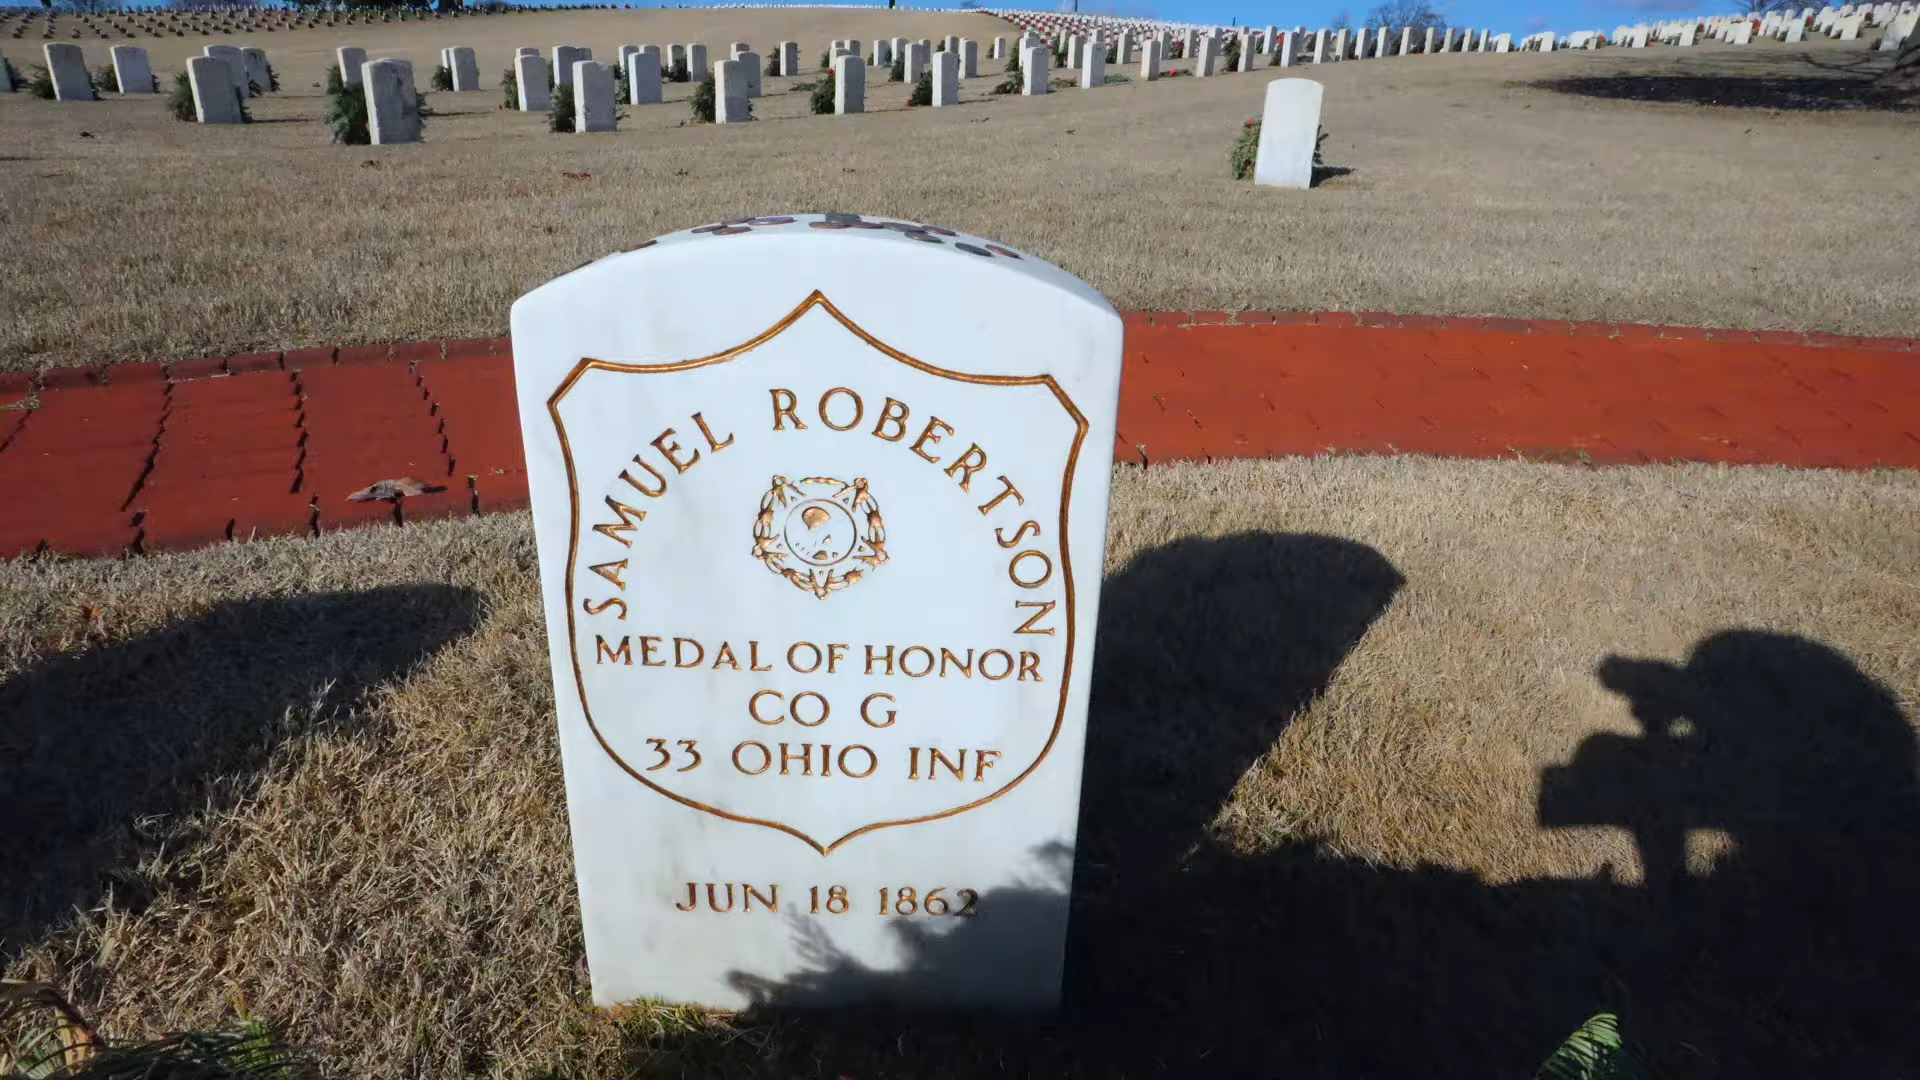 SAMUEL ROBERTSON
MEDAL OF HONOR
CO G
33 OHIO INF
JUN 18 1862